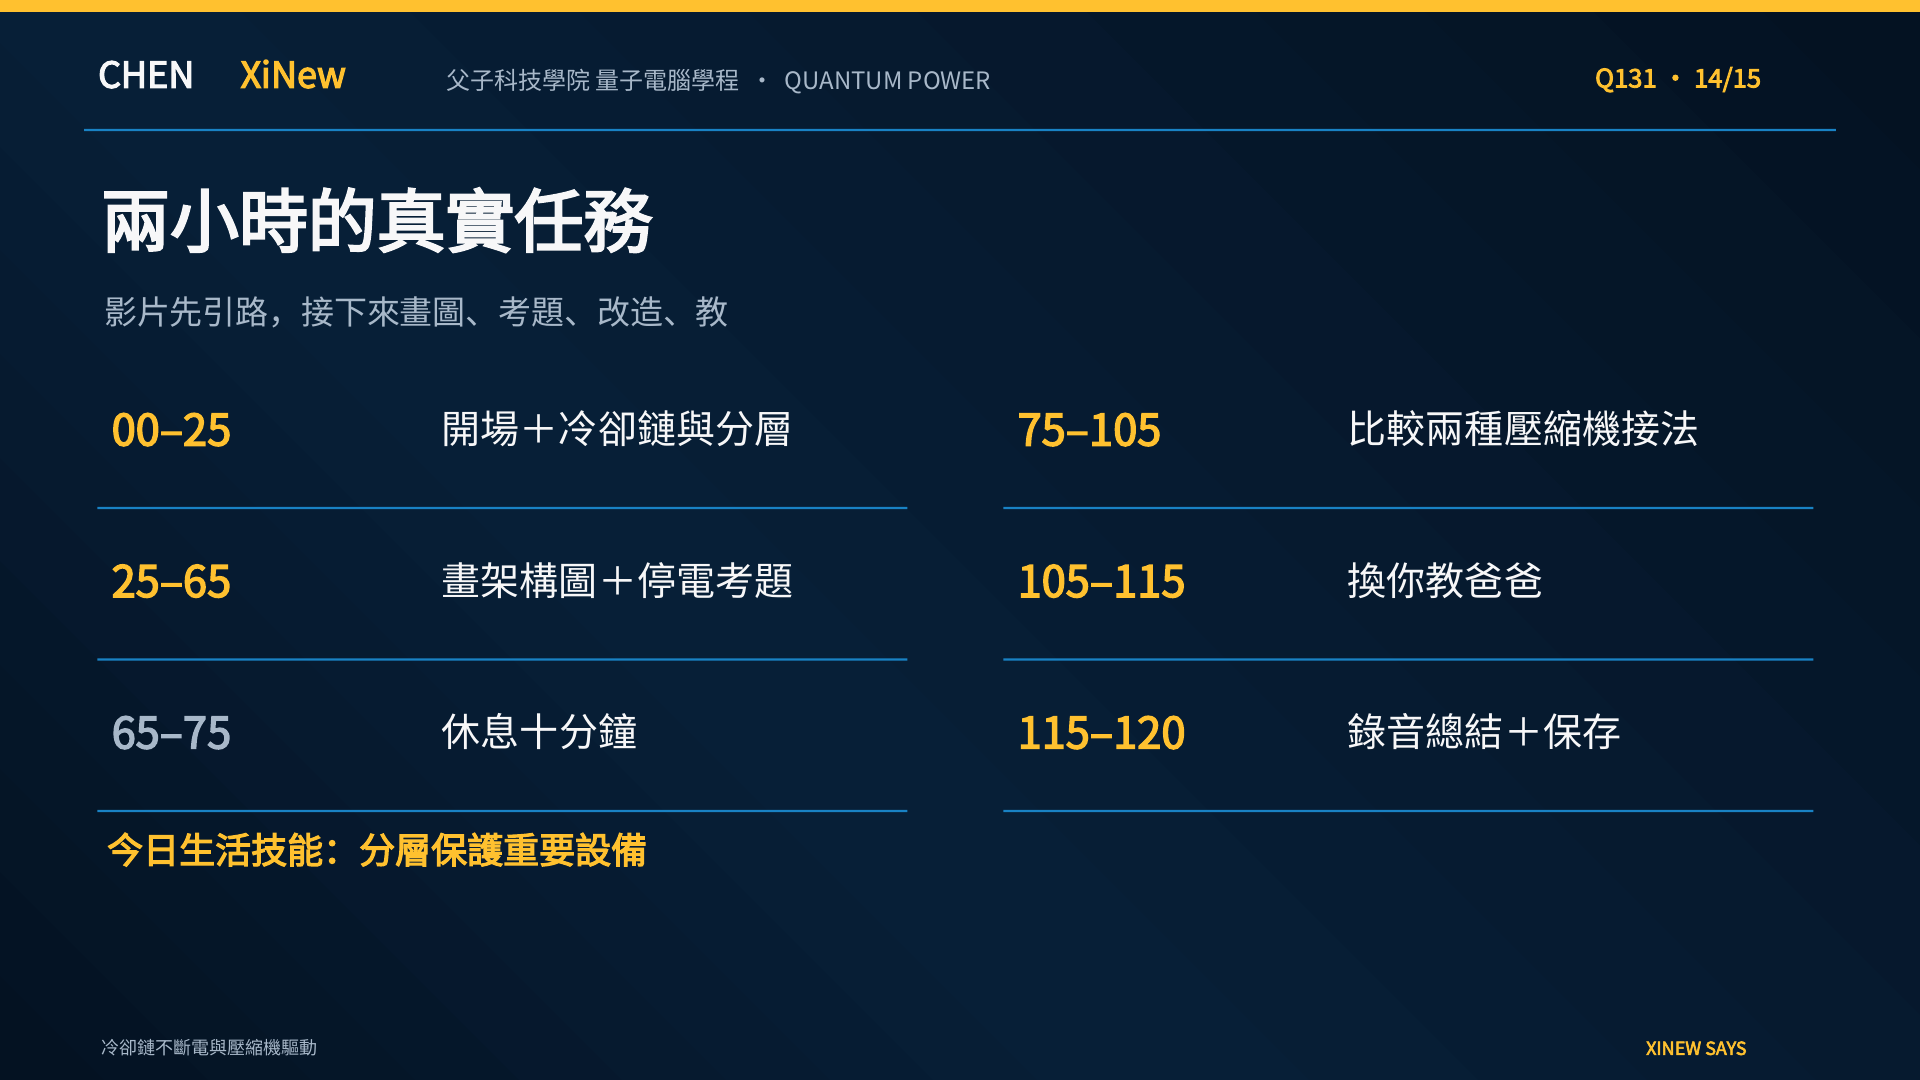 CHEN XiNew 父子科技學院 量子電腦學程 · QUANTUM POWER Q131 · 14/15
兩小時的真實任務
影片先引路，接下來畫圖、考題、改造、教
00–25 開場＋冷卻鏈與分層
75–105 比較兩種壓縮機接法
25–65 畫架構圖＋停電考題
105–115 換你教爸爸
65–75 休息十分鐘
115–120 錄音總結＋保存
今日生活技能：分層保護重要設備
冷卻鏈不斷電與壓縮機驅動 XINEW SAYS